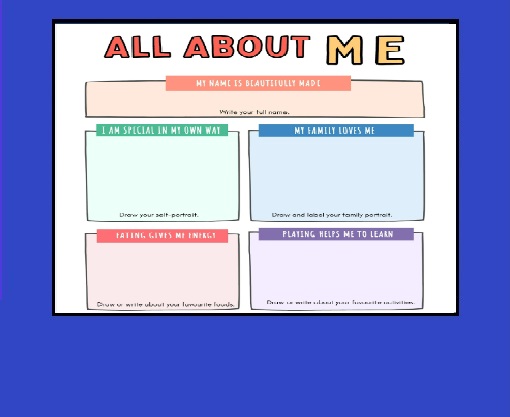 ALL ABOUT ME
MY NAME IS BEAUTIFULLY MADE
Write your full name.
I AM SPECIAL IN MY OWN WAY
Draw your self-portrait.
MY FAMILY LOVES ME
Draw and label your family portrait.
EATING GIVES ME ENERGY
Draw or write about your favourite foods.
PLAYING HELPS ME TO LEARN
Draw or write about your favourite activities.